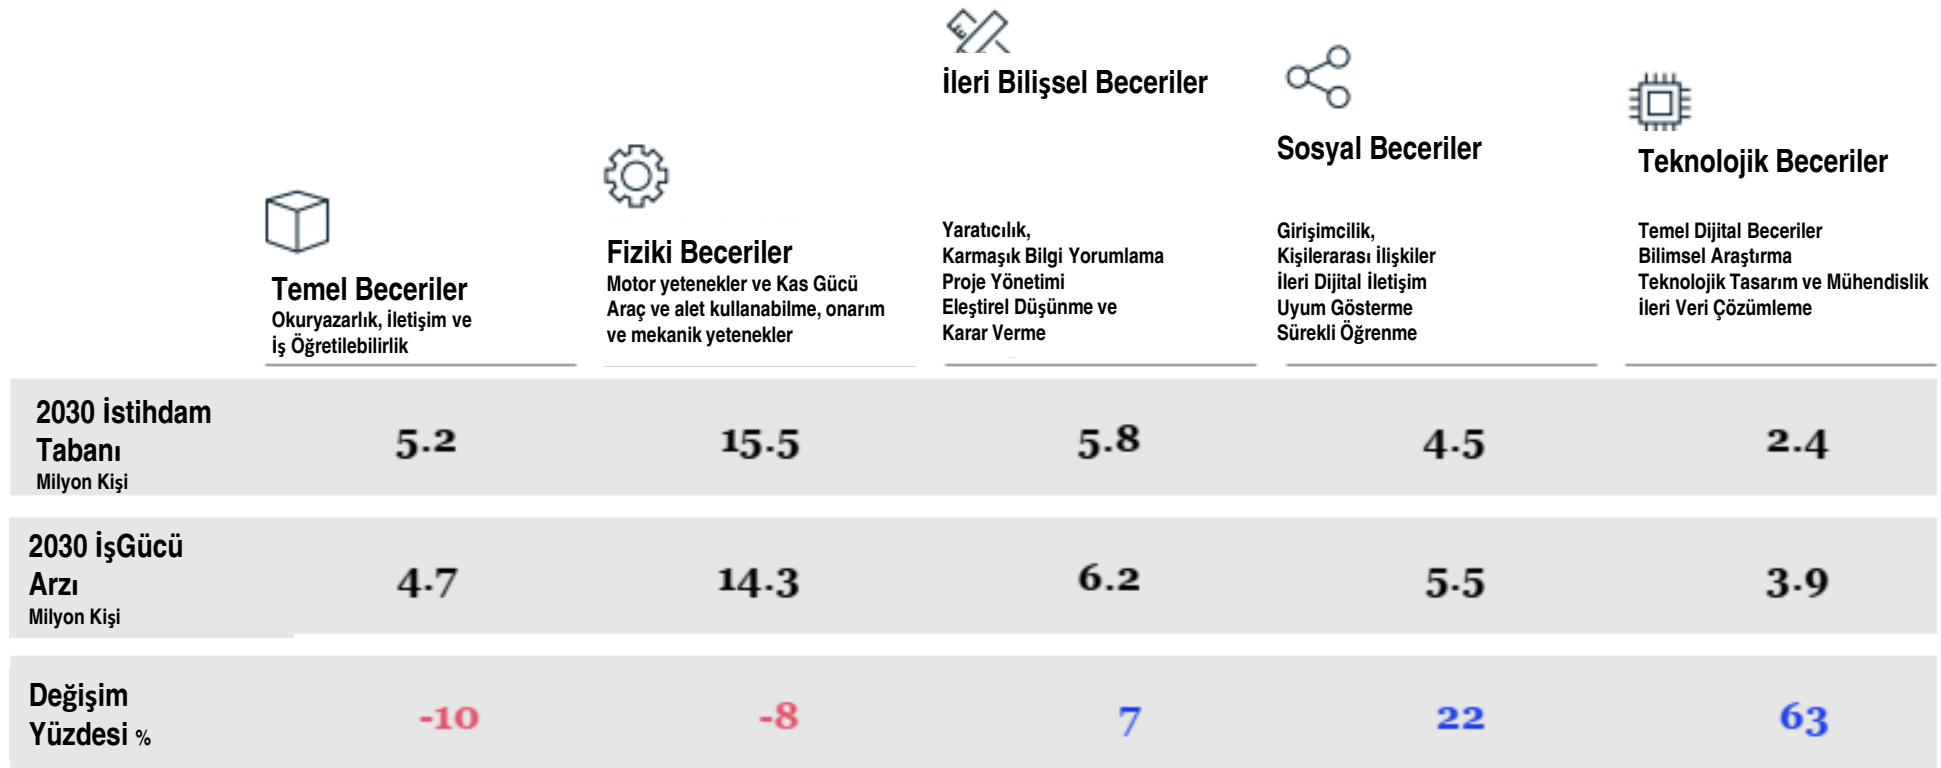 Temel Beceriler
Okuryazarlık, İletişim ve
İş Öğretilebilirlik
Fiziki Beceriler
Motor yetenekler ve Kas Gücü
Araç ve alet kullanabilme, onarım
ve mekanik yetenekler
İleri Bilişsel Beceriler
Yaratıcılık,
Karmaşık Bilgi Yorumlama
Proje Yönetimi
Eleştirel Düşünme ve
Karar Verme
Sosyal Beceriler
Girişimcilik,
Kişilerarası İlişkiler
İleri Dijital İletişim
Uyum Gösterme
Sürekli Öğrenme
Teknolojik Beceriler
Temel Dijital Beceriler
Bilimsel Araştırma
Teknolojik Tasarım ve Mühendislik
İleri Veri Çözümleme
2030 İstihdam
Tabanı
Milyon Kişi
5.2 15.5 5.8 4.5 2.4
2030 İşGücü
Arzı
Milyon Kişi
4.7 14.3 6.2 5.5 3.9
Değişim
Yüzdesi %
-10 -8 7 22 63